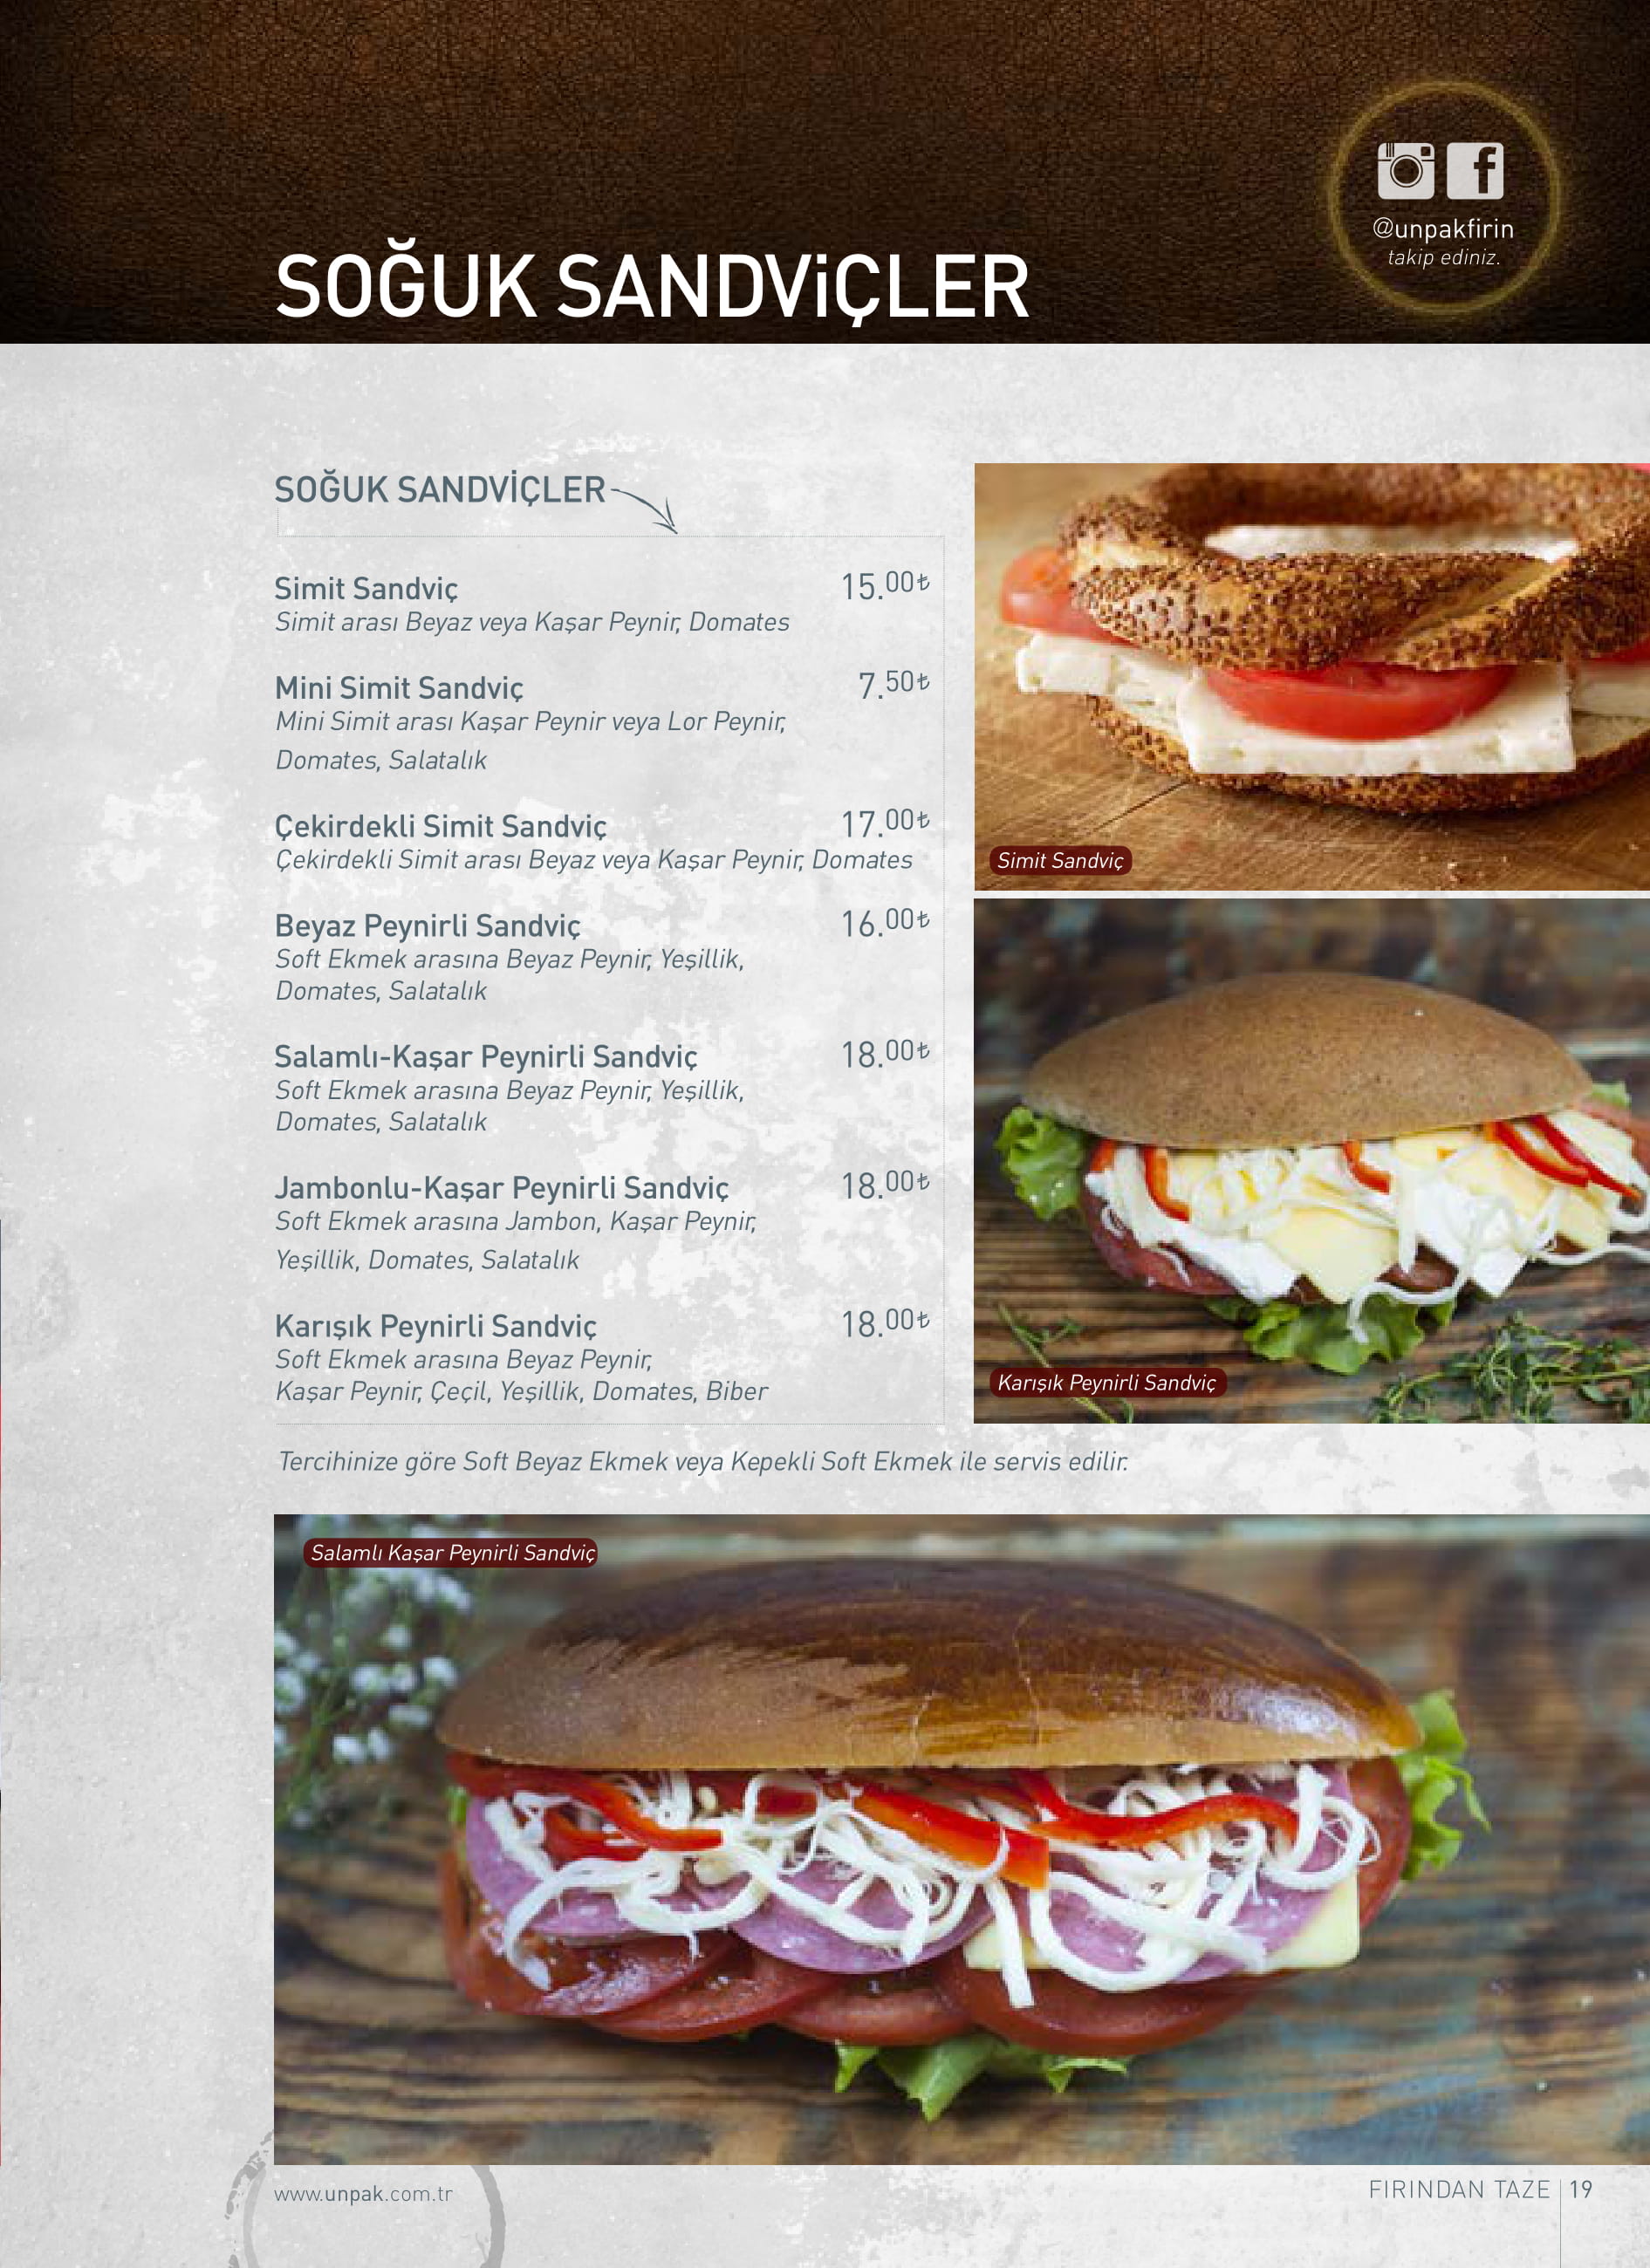 @unpakfirin
takip ediniz.
SOĞUK SANDViÇLER
SOĞUK SANDVİÇLER
Simit Sandviç 15.00₺
Simit arası Beyaz veya Kaşar Peynir, Domates
Mini Simit Sandviç 7.50₺
Mini Simit arası Kaşar Peynir veya Lor Peynir,
Domates, Salatalık
Çekirdekli Simit Sandviç 17.00₺
Çekirdekli Simit arası Beyaz veya Kaşar Peynir, Domates
Beyaz Peynirli Sandviç 16.00₺
Soft Ekmek arasına Beyaz Peynir, Yeşillik,
Domates, Salatalık
Salamlı-Kaşar Peynirli Sandviç 18.00₺
Soft Ekmek arasına Beyaz Peynir, Yeşillik,
Domates, Salatalık
Jambonlu-Kaşar Peynirli Sandviç 18.00₺
Soft Ekmek arasına Jambon, Kaşar Peynir,
Yeşillik, Domates, Salatalık
Karışık Peynirli Sandviç 18.00₺
Soft Ekmek arasına Beyaz Peynir,
Kaşar Peynir, Çeçil, Yeşillik, Domates, Biber
Tercihinize göre Soft Beyaz Ekmek veya Kepekli Soft Ekmek ile servis edilir.
Simit Sandviç
Karışık Peynirli Sandviç
Salamlı Kaşar Peynirli Sandviç
www.unpak.com.tr
FIRINDAN TAZE 19